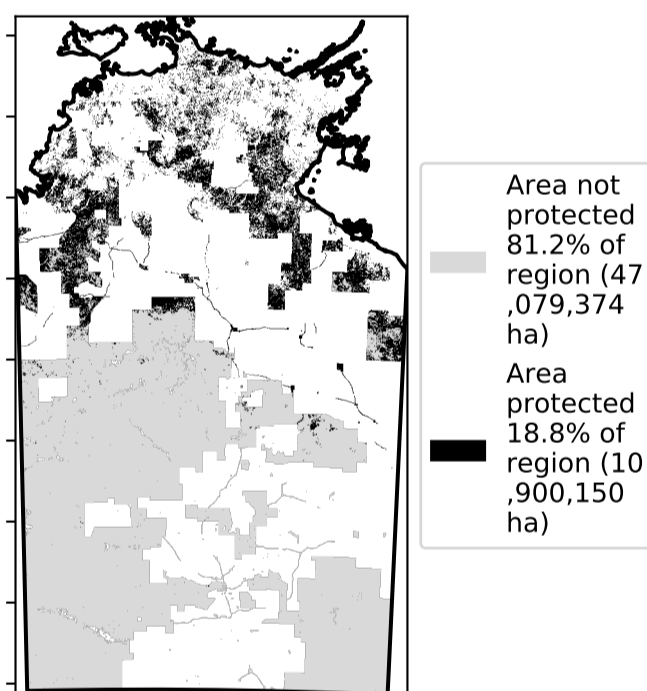 Area not
protected
81.2% of
region (47
,079,374
ha)
Area
protected
18.8% of
region (10
,900,150
ha)